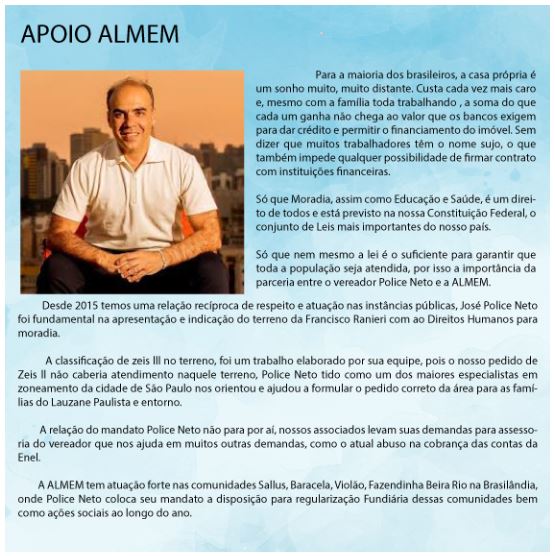 APOIO ALMEM
Para a maioria dos brasileiros, a casa própria é
um sonho muito, muito distante. Custa cada vez mais caro
e, mesmo com a família toda trabalhando , a soma do que
cada um ganha não chega ao valor que os bancos exigem
para dar crédito e permitir o financiamento do imóvel. Sem
dizer que muitos trabalhadores têm o nome sujo, o que
também impede qualquer possibilidade de firmar contrato
com instituições financeiras.
Só que Moradia, assim como Educação e Saúde, é um direi-
to de todos e está previsto na nossa Constituição Federal, o
conjunto de Leis mais importantes do nosso país.
Só que nem mesmo a lei é o suficiente para garantir que
toda a população seja atendida, por isso a importância da
parceria entre o vereador Police Neto e a ALMEM.
Desde 2015 temos uma relação recíproca de respeito e atuação nas instâncias públicas, José Police Neto
foi fundamental na apresentação e indicação do terreno da Francisco Ranieri com ao Direitos Humanos para
moradia.
A classificação de zeis III no terreno, foi um trabalho elaborado por sua equipe, pois o nosso pedido de
Zeis II não caberia atendimento naquele terreno, Police Neto tido como um dos maiores especialistas em
zoneamento da cidade de São Paulo nos orientou e ajudou a formular o pedido correto da área para as famí-
lias do Lauzane Paulista e entorno.
A relação do mandato Police Neto não para por aí, nossos associados levam suas demandas para assesso-
ria do vereador que nos ajuda em muitos outras demandas, como o atual abuso na cobrança das contas da
Enel.
A ALMEM tem atuação forte nas comunidades Sallus, Baracela, Violão, Fazendinha Beira Rio na Brasilândia,
onde Police Neto coloca seu mandato a disposição para regularização Fundiária dessas comunidades bem
como ações sociais ao longo do ano.